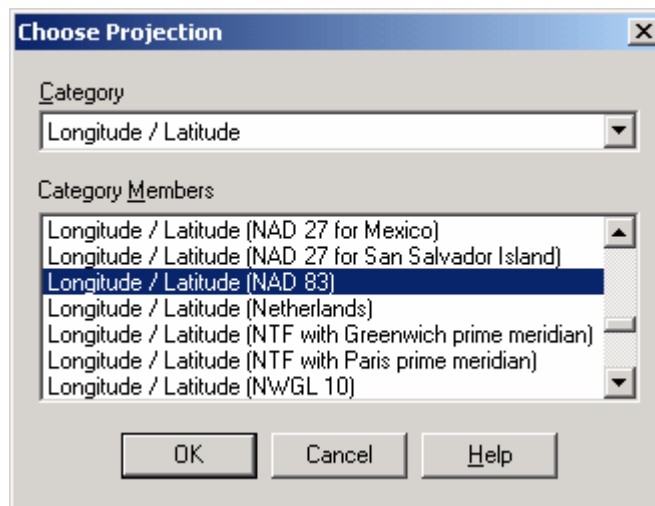 Choose Projection
Category
Longitude / Latitude
Category Members
Longitude / Latitude (NAD 27 for Mexico)
Longitude / Latitude (NAD 27 for San Salvador Island)
Longitude / Latitude (NAD 83)
Longitude / Latitude (Netherlands)
Longitude / Latitude (NTF with Greenwich prime meridian)
Longitude / Latitude (NTF with Paris prime meridian)
Longitude / Latitude (NWGL 10)
OK Cancel Help